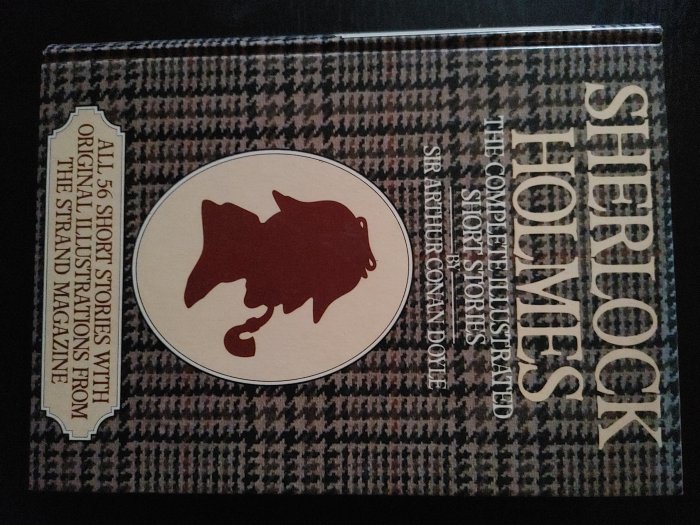 SHERLOCK
HOLMES
THE COMPLETE ILLUSTRATED
SHORT STORIES
BY
SIR ARTHUR CONAN DOYLE
ALL 56 SHORT STORIES WITH
ORIGINAL ILLUSTRATIONS FROM
THE STRAND MAGAZINE